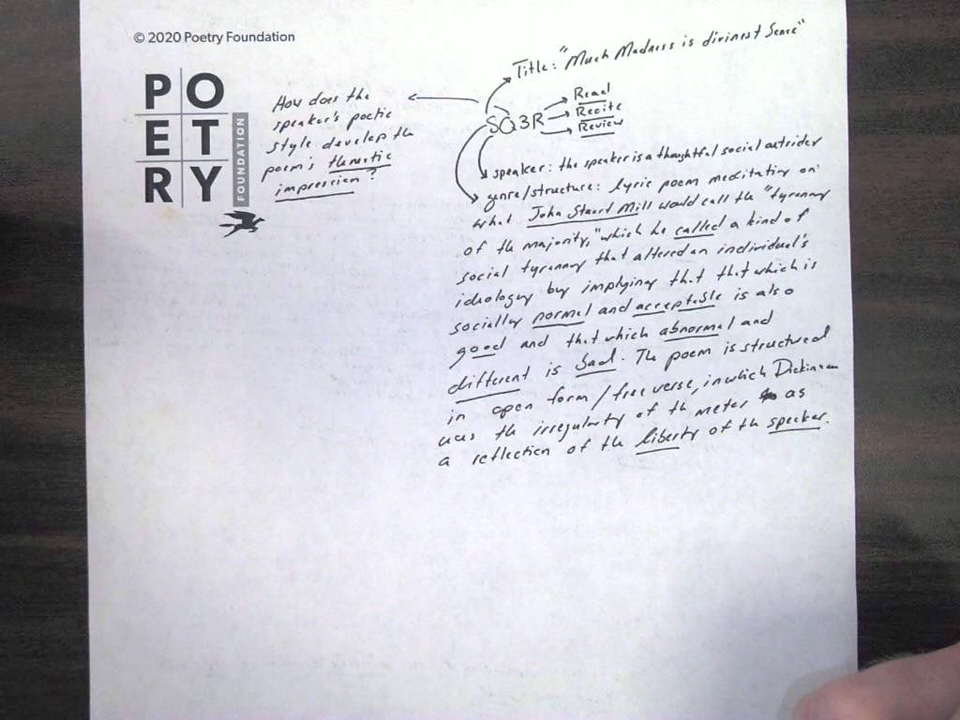 © 2020 Poetry Foundation
PO
ET
RY
FOUNDATION
How does the
speaker's poetic
style develop the
poem's thematic
impression?
Title: "Much Madness is divinest Sense"
SQ3R
Read
Recite
Review
speaker: the speaker is a thoughtful social outsider
genre/structure: lyric poem meditating on
what John Stuart Mill would call the "tyranny
of th majority," which he called a kind of
social tyranny that altered an individual's
ideology by implying that that which is
socially normal and acceptable is also
good and that which abnormal and
different is bad. The poem is structured
in open form/free verse, in which Dickinson
uses th irregularity of th meter as
a reflection of the liberty of th speaker.